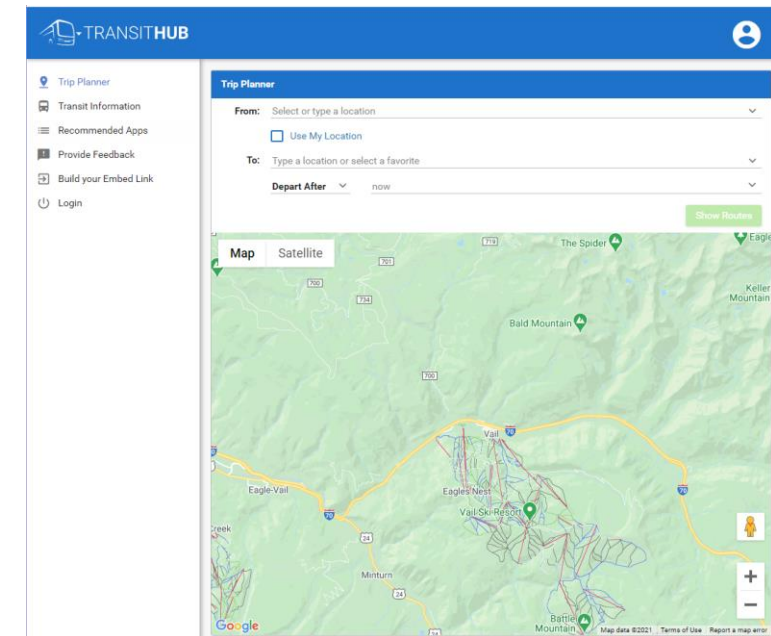 TRANSITHUB
Trip Planner
Transit Information
Recommended Apps
Provide Feedback
Build your Embed Link
Login
Trip Planner
From: Select or type a location
Use My Location
To: Type a location or select a favorite
Depart After now
Show Routes
Map Satellite
719
The Spider
Eagle
701
700
734
Keller
Mountain
Bald Mountain
700
Vail 70
Eagle-Vail
Eagles Nest
70
Vail Ski Resort
70
70
Creek
24
Minturn
24
Battle
Mountain
Google
Map data ©2021 Terms of Use Report a map error